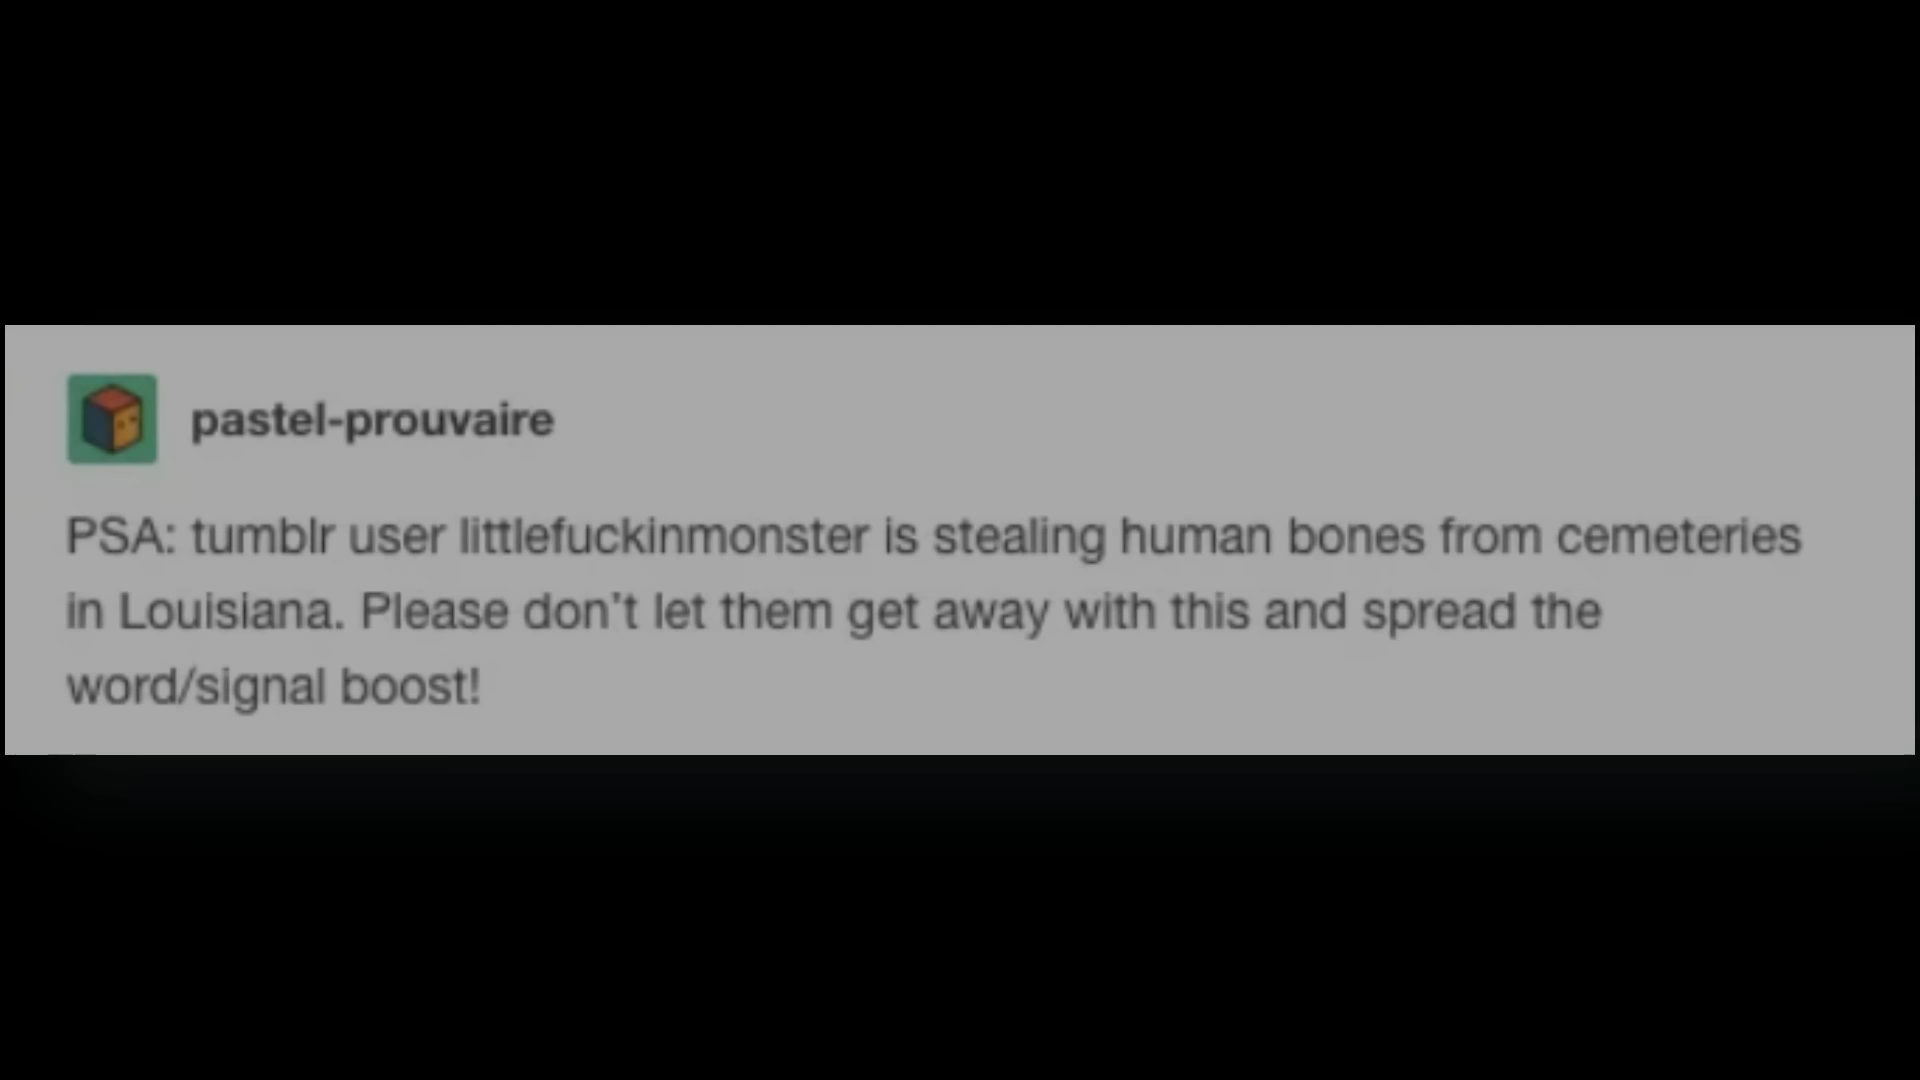 pastel-prouvaire
PSA: tumblr user littlefuckinmonster is stealing human bones from cemeteries
in Louisiana. Please don't let them get away with this and spread the
word/signal boost!